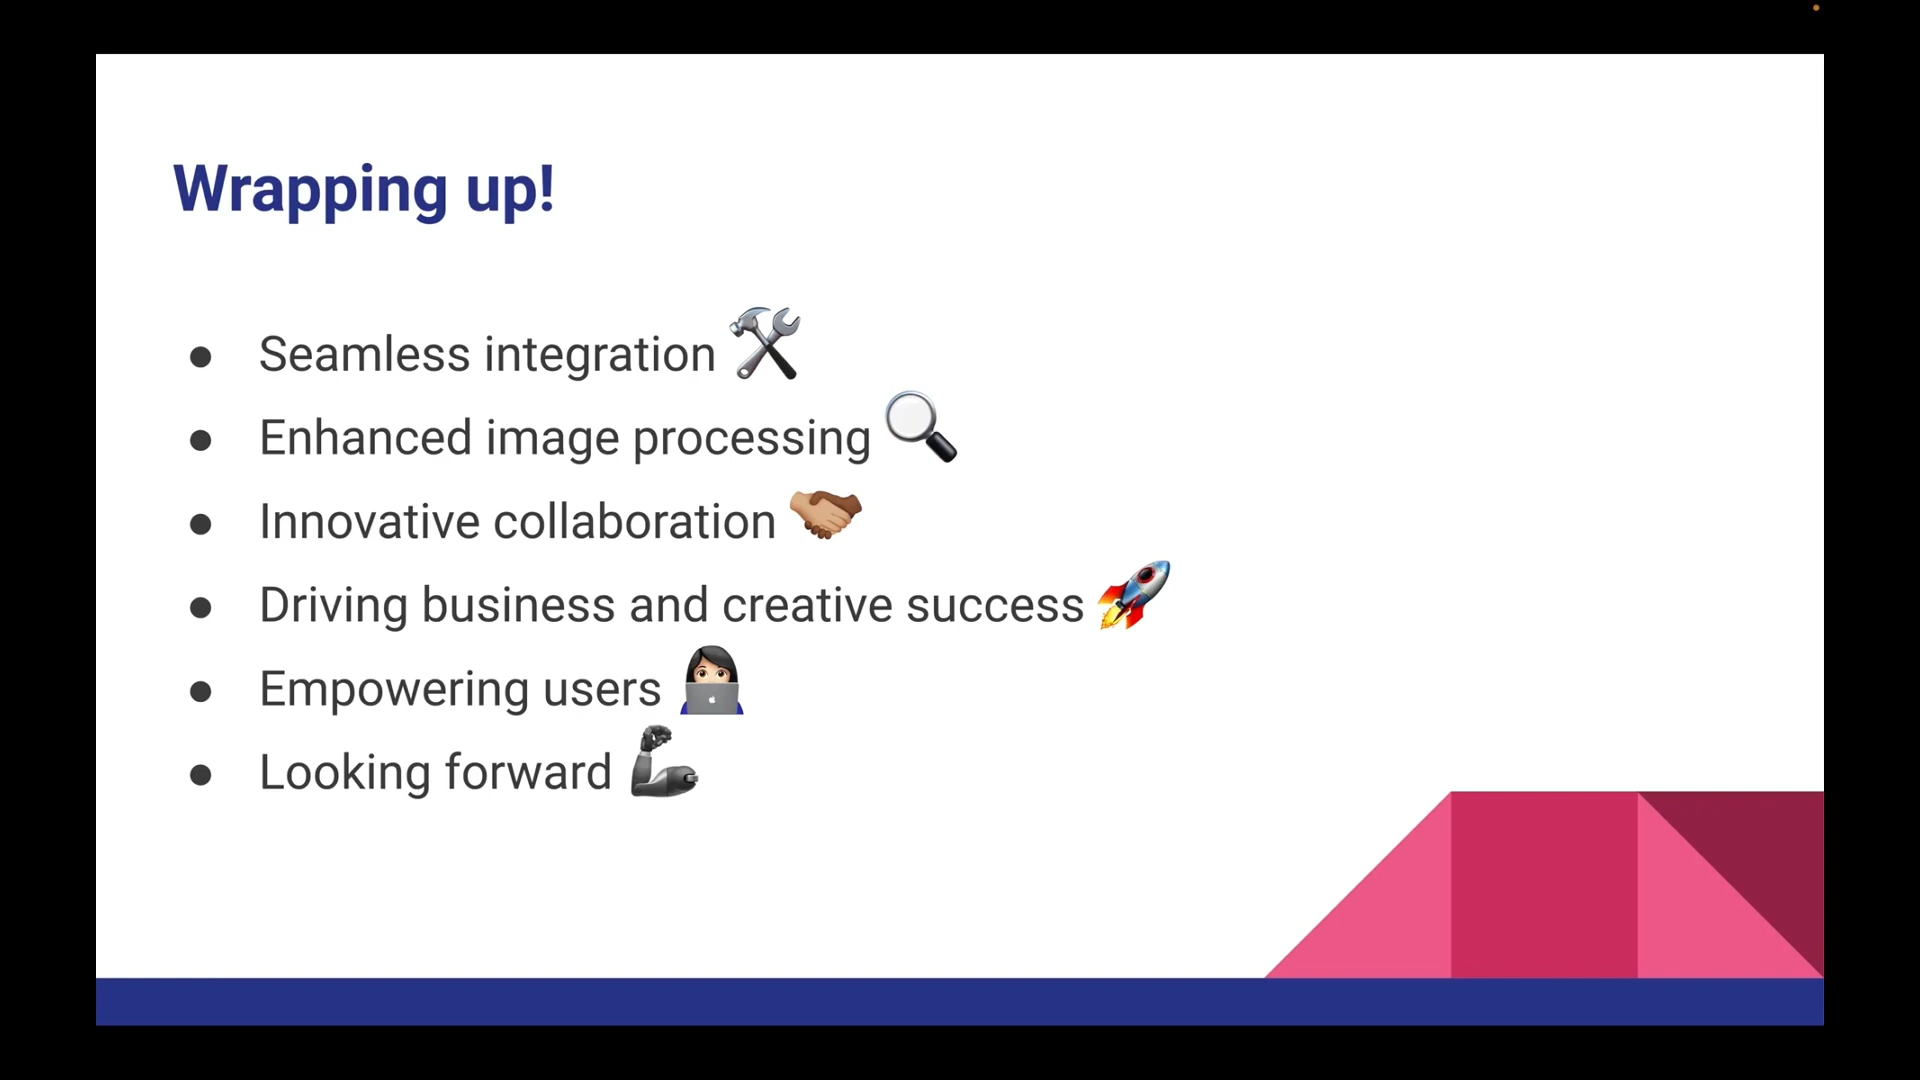 Wrapping up!
● Seamless integration 🛠️
● Enhanced image processing 🔍
● Innovative collaboration 🫱🏼‍🫲🏾
● Driving business and creative success 🚀
● Empowering users 👩🏻‍💻
● Looking forward 🦾